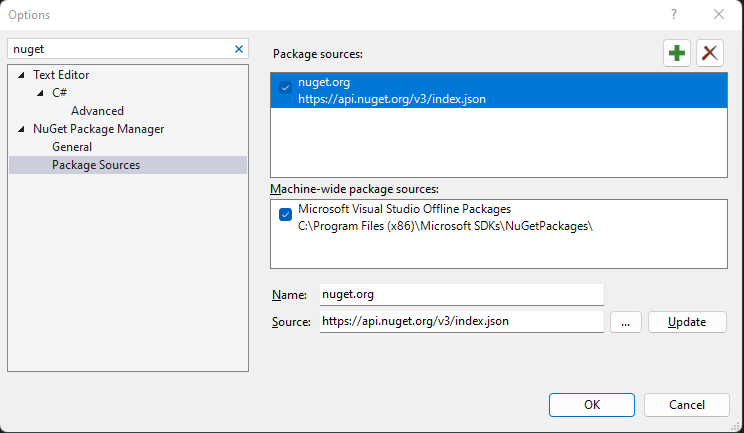 Options
nuget
Text Editor
C#
Advanced
NuGet Package Manager
General
Package Sources
Package sources:
nuget.org
https://api.nuget.org/v3/index.json
Machine-wide package sources:
Microsoft Visual Studio Offline Packages
C:\Program Files (x86)\Microsoft SDKs\NuGetPackages\
Name: nuget.org
Source: https://api.nuget.org/v3/index.json ... Update
OK Cancel